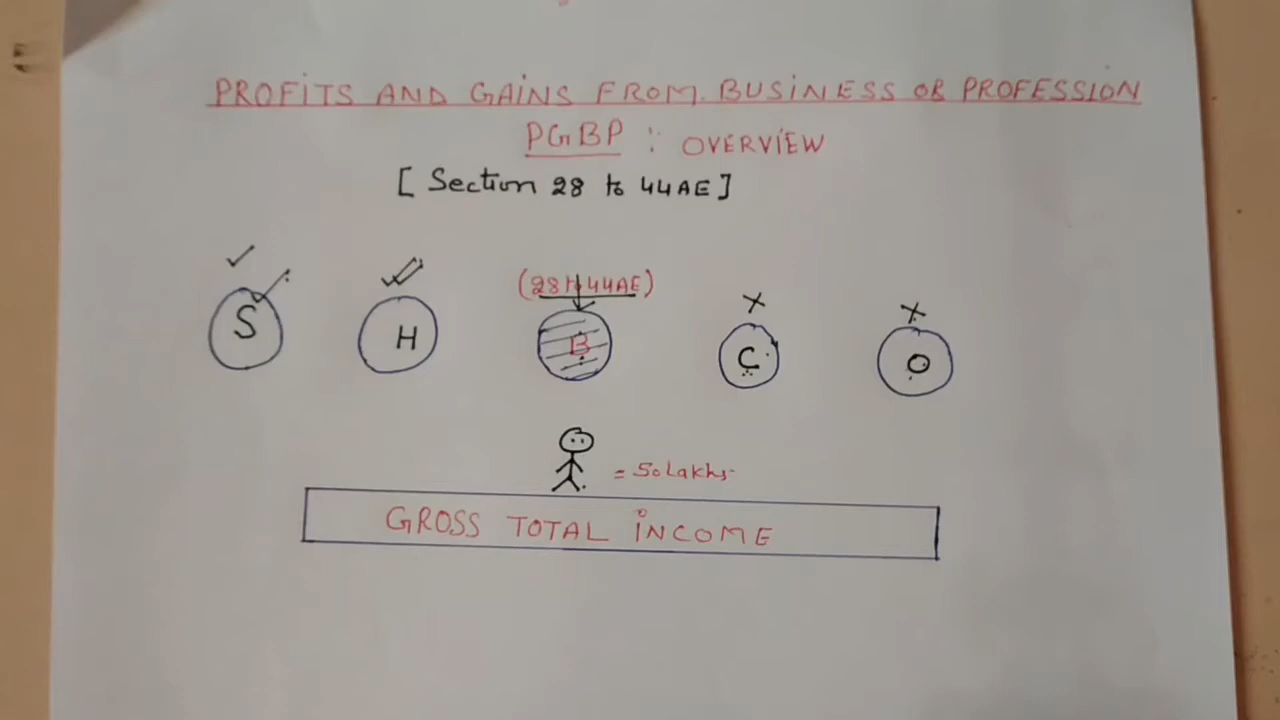 PROFITS AND GAINS FROM BUSINESS OR PROFESSION
PGBP : OVERVIEW
[ Section 28 to 44AE ]
(28 to 44AE)
S H B C O
= 50 Lakhs
GROSS TOTAL INCOME